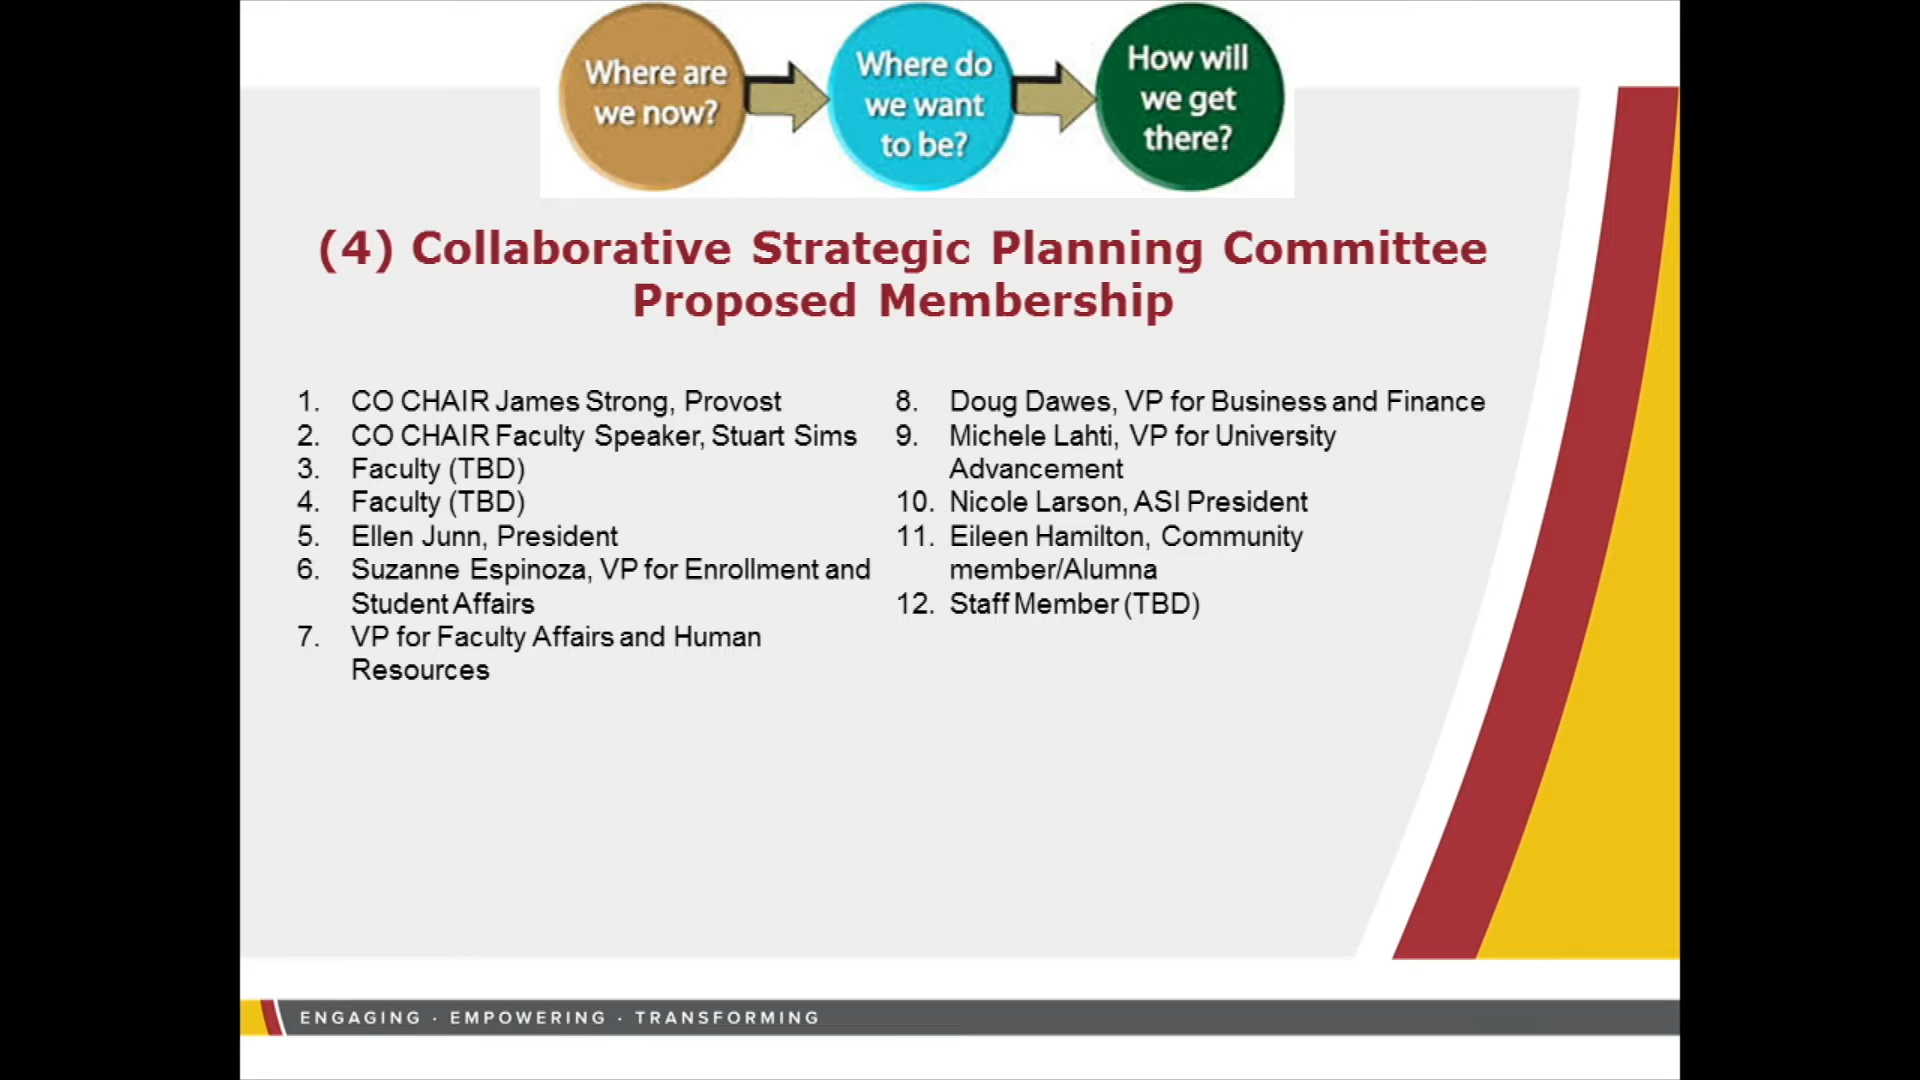 Where are
we now?
Where do
we want
to be?
How will
we get
there?
(4) Collaborative Strategic Planning Committee
Proposed Membership
1. CO CHAIR James Strong, Provost
2. CO CHAIR Faculty Speaker, Stuart Sims
3. Faculty (TBD)
4. Faculty (TBD)
5. Ellen Junn, President
6. Suzanne Espinoza, VP for Enrollment and
Student Affairs
7. VP for Faculty Affairs and Human
Resources
8. Doug Dawes, VP for Business and Finance
9. Michele Lahti, VP for University
Advancement
10. Nicole Larson, ASI President
11. Eileen Hamilton, Community
member/Alumna
12. Staff Member (TBD)
ENGAGING · EMPOWERING · TRANSFORMING